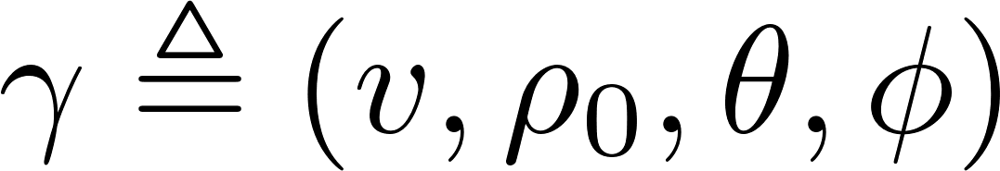 γ ≜ (v, ρ₀, θ, ϕ)